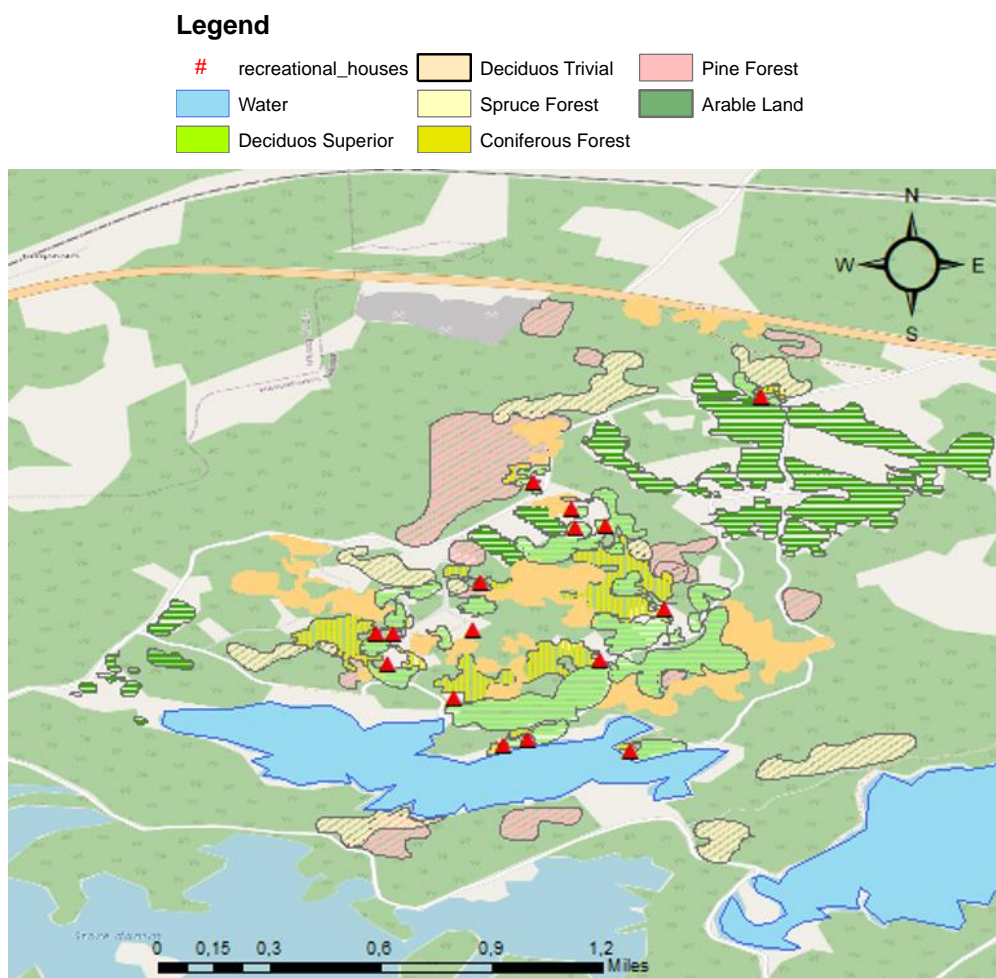 Legend
# recreational_houses
Deciduos Trivial
Pine Forest
Water
Spruce Forest
Arable Land
Deciduos Superior
Coniferous Forest
N
W
E
S
0 0,15 0,3 0,6 0,9 1,2
Miles